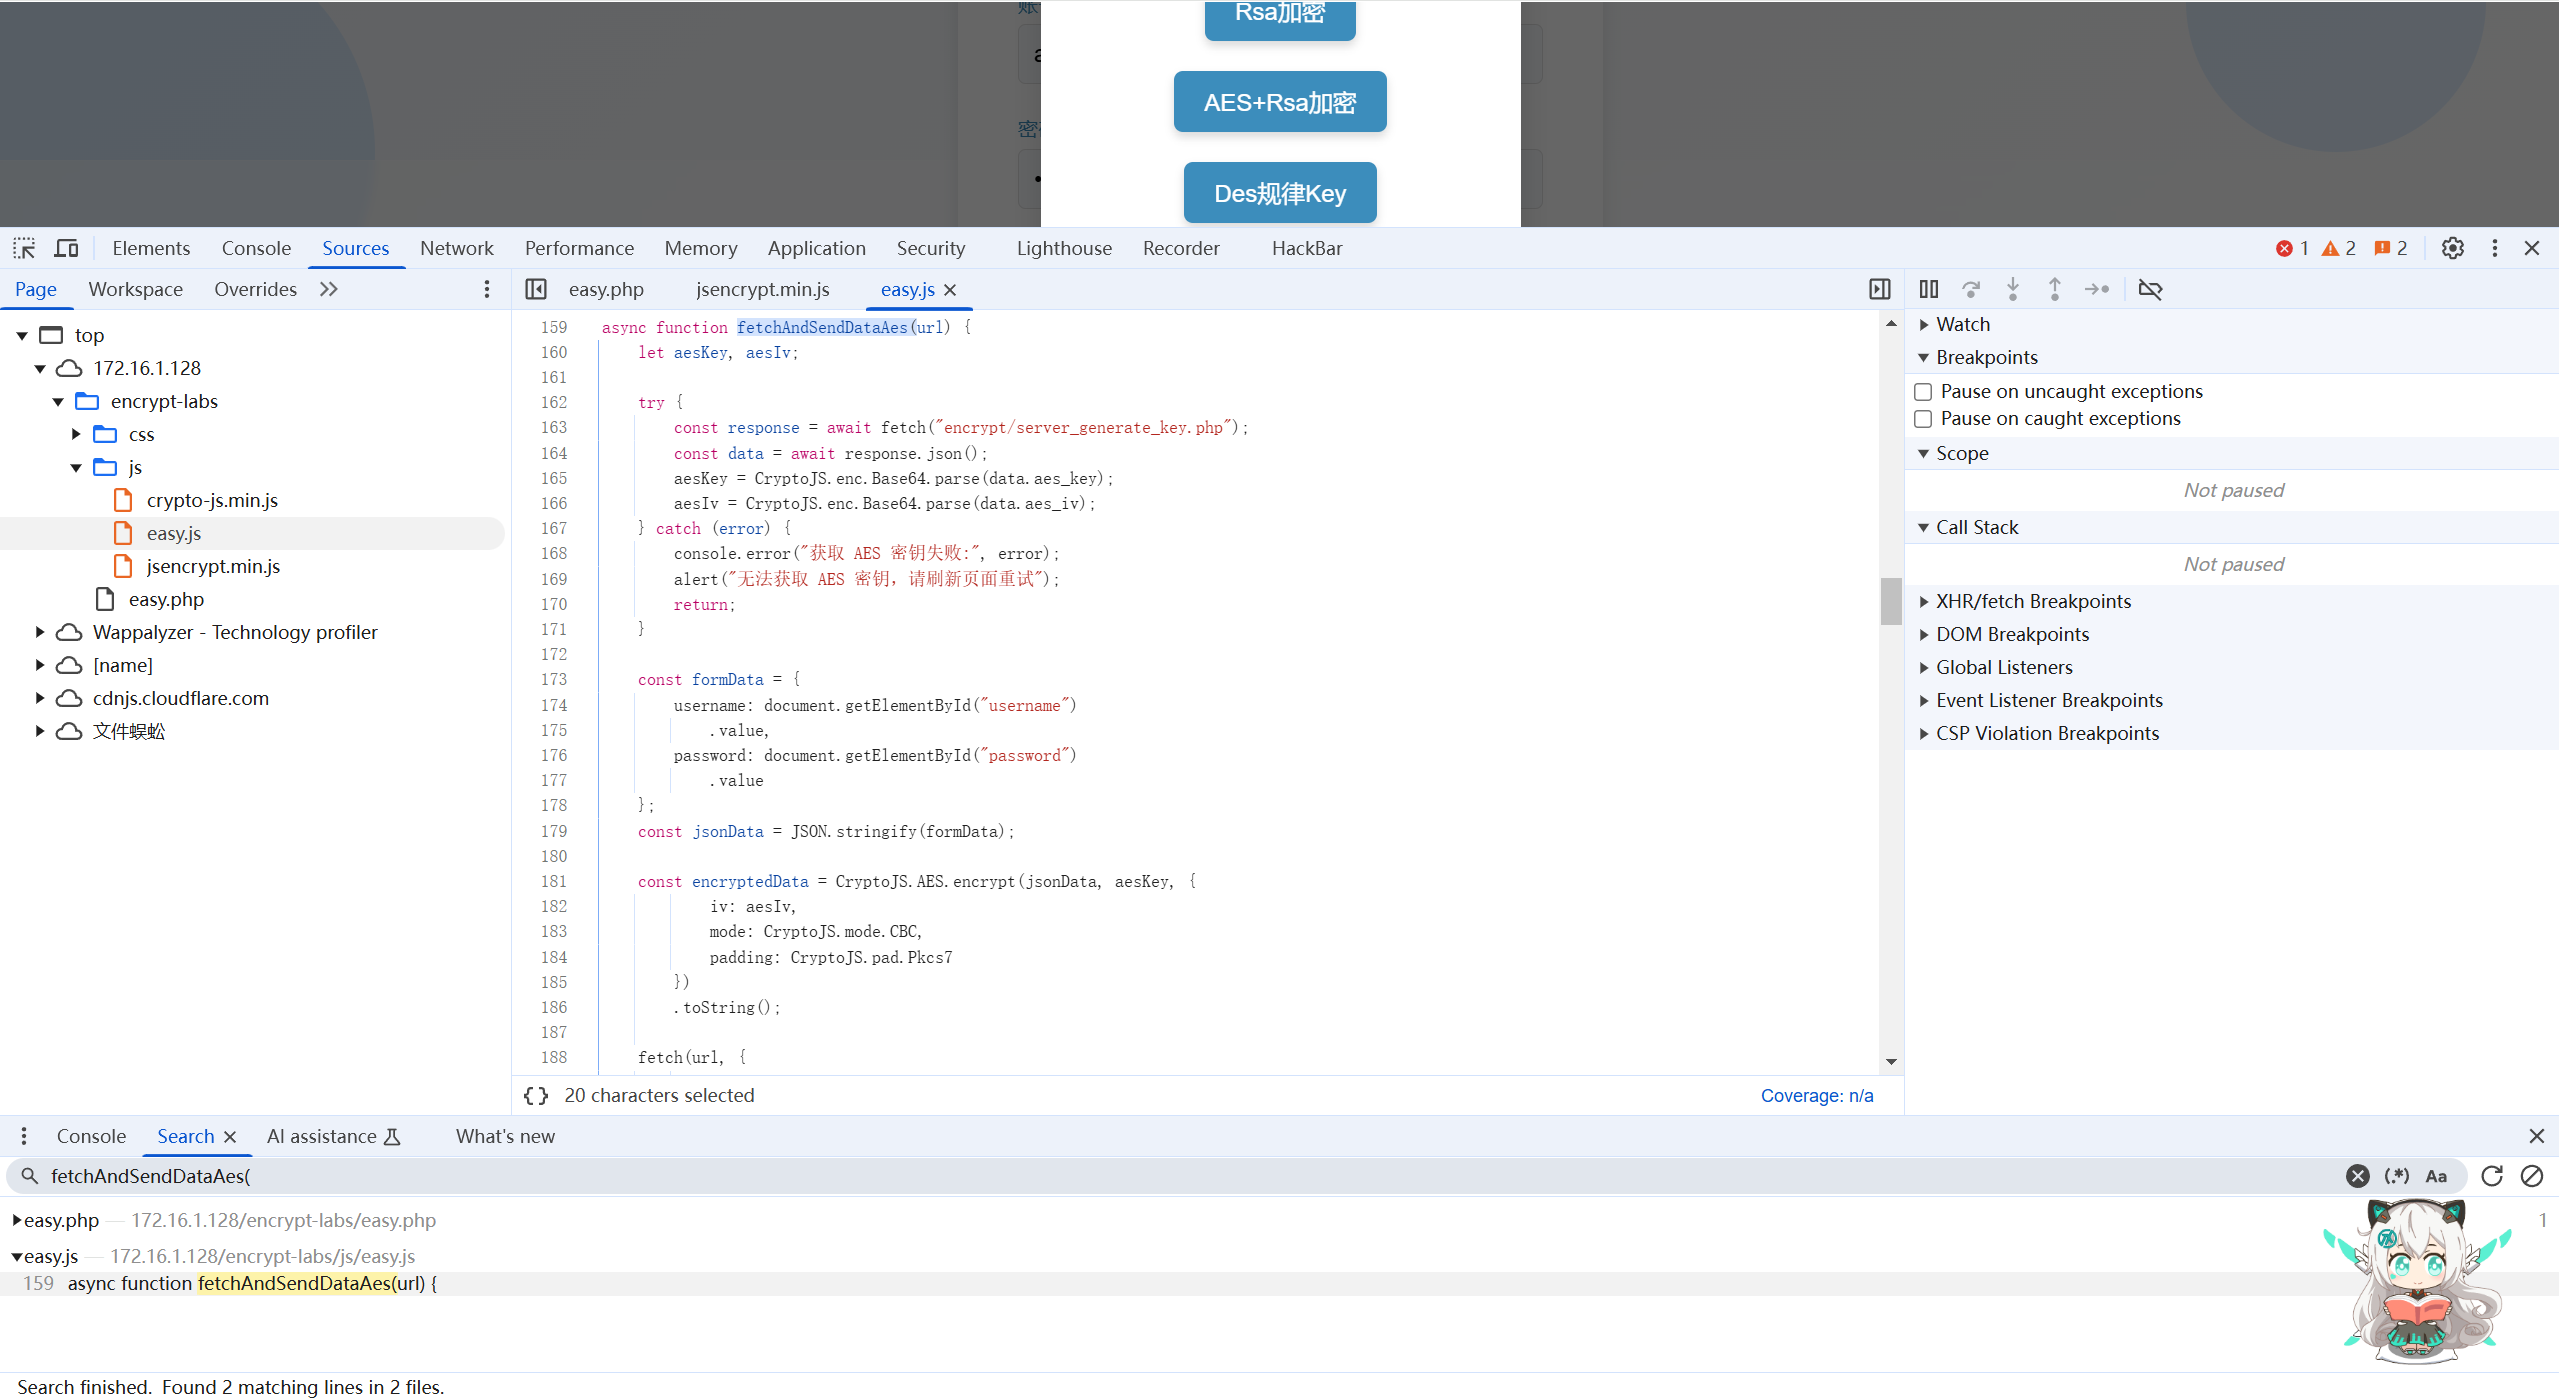 账
Rsa加密
AES+Rsa加密
密
Des规律Key
Elements Console Sources Network Performance Memory Application Security Lighthouse Recorder HackBar 1 2 2
Page Workspace Overrides
easy.php jsencrypt.min.js easy.js
top
172.16.1.128
encrypt-labs
css
js
crypto-js.min.js
easy.js
jsencrypt.min.js
easy.php
Wappalyzer - Technology profiler
[name]
cdnjs.cloudflare.com
文件蜈蚣
159 async function fetchAndSendDataAes(url) {
160 let aesKey, aesIv;
161
162 try {
163 const response = await fetch("encrypt/server_generate_key.php");
164 const data = await response.json();
165 aesKey = CryptoJS.enc.Base64.parse(data.aes_key);
166 aesIv = CryptoJS.enc.Base64.parse(data.aes_iv);
167 } catch (error) {
168 console.error("获取 AES 密钥失败:", error);
169 alert("无法获取 AES 密钥，请刷新页面重试");
170 return;
171 }
172
173 const formData = {
174 username: document.getElementById("username")
175 .value,
176 password: document.getElementById("password")
177 .value
178 };
179 const jsonData = JSON.stringify(formData);
180
181 const encryptedData = CryptoJS.AES.encrypt(jsonData, aesKey, {
182 iv: aesIv,
183 mode: CryptoJS.mode.CBC,
184 padding: CryptoJS.pad.Pkcs7
185 })
186 .toString();
187
188 fetch(url, {
{} 20 characters selected Coverage: n/a
Watch
Breakpoints
Pause on uncaught exceptions
Pause on caught exceptions
Scope
Not paused
Call Stack
Not paused
XHR/fetch Breakpoints
DOM Breakpoints
Global Listeners
Event Listener Breakpoints
CSP Violation Breakpoints
Console Search AI assistance What's new
fetchAndSendDataAes( (.*) Aa
easy.php — 172.16.1.128/encrypt-labs/easy.php 1
easy.js — 172.16.1.128/encrypt-labs/js/easy.js
159 async function fetchAndSendDataAes(url) {
Search finished. Found 2 matching lines in 2 files.